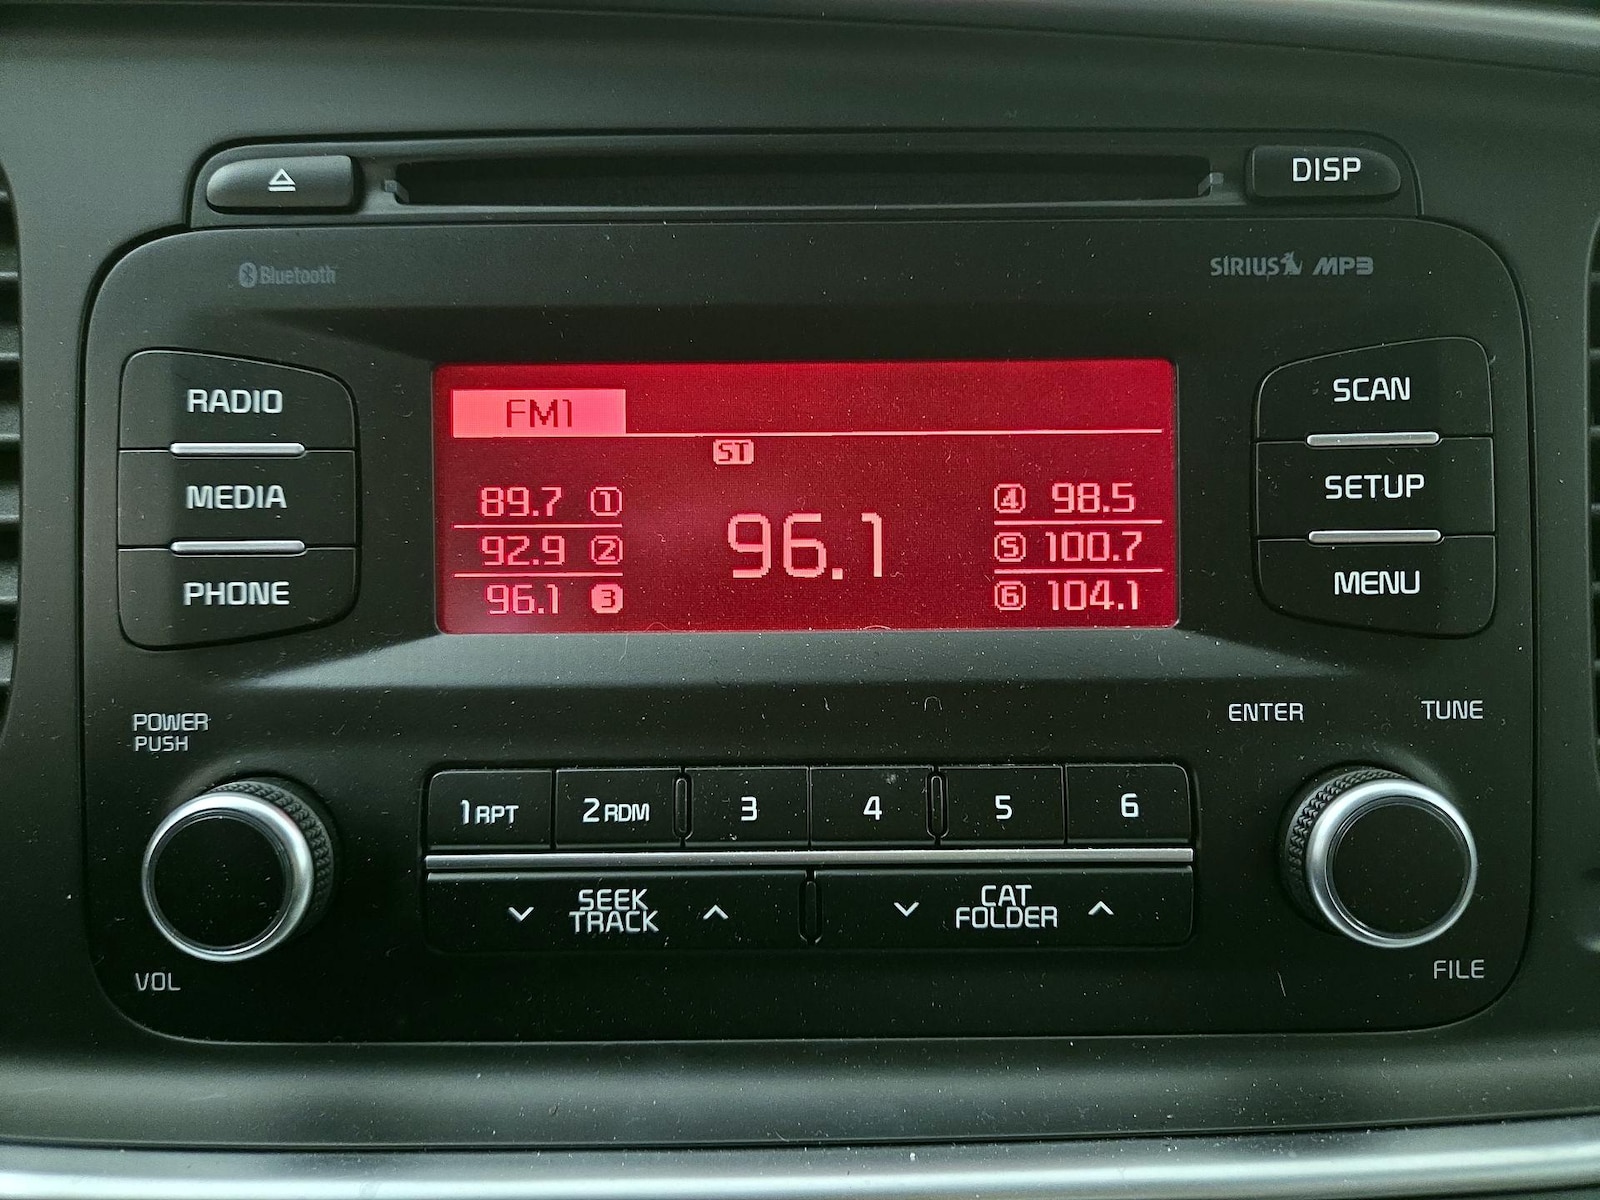 DISP
Bluetooth
SIRIUS MP3
RADIO
MEDIA
PHONE
FM1
ST
89.7 1
92.9 2
96.1 3
96.1
4 98.5
5 100.7
6 104.1
SCAN
SETUP
MENU
POWER
PUSH
VOL
1 RPT
2 RDM
3
4
5
6
SEEK
TRACK
CAT
FOLDER
ENTER
TUNE
FILE